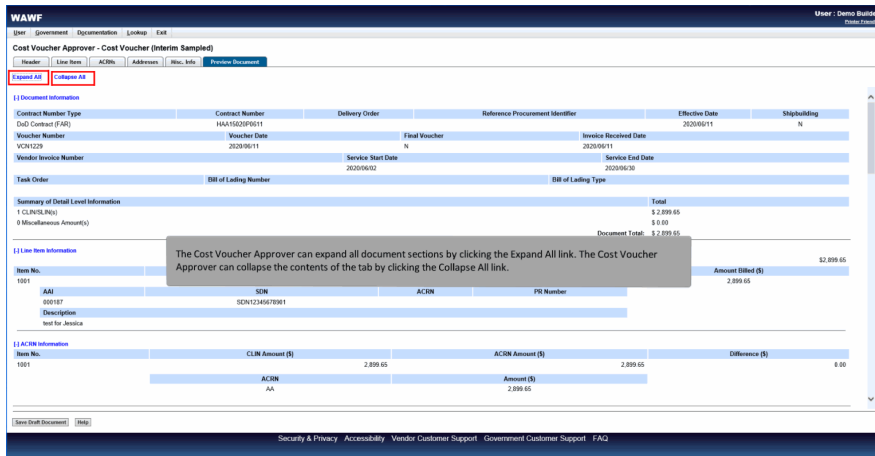 WAWF
User : Demo Builde
Printer Friend
User Government Documentation Lookup Exit
Cost Voucher Approver - Cost Voucher (Interim Sampled)
Header Line Item ACRNs Addresses Misc. Info Preview Document
Expand All Collapse All
[-] Document Information
Contract Number Type Contract Number Delivery Order Reference Procurement Identifier Effective Date Shipbuilding
DoD Contract (FAR) HAA15020P0611 2020/06/11 N
Voucher Number Voucher Date Final Voucher Invoice Received Date
VCN1229 2020/06/11 N 2020/06/11
Vendor Invoice Number Service Start Date Service End Date
2020/06/02 2020/06/30
Task Order Bill of Lading Number Bill of Lading Type
Summary of Detail Level Information Total
1 CLIN/SLIN(s) $ 2,899.65
0 Miscellaneous Amount(s) $ 0.00
Document Total: $ 2,899.65
The Cost Voucher Approver can expand all document sections by clicking the Expand All link. The Cost Voucher
Approver can collapse the contents of the tab by clicking the Collapse All link.
[-] Line Item Information
$2,899.65
Item No. Amount Billed ($)
1001 2,899.65
AAI SDN ACRN PR Number
000187 SDN12345678901
Description
test for Jessica
[-] ACRN Information
Item No. CLIN Amount ($) ACRN Amount ($) Difference ($)
1001 2,899.65 2,899.65 0.00
ACRN Amount ($)
AA 2,899.65
Save Draft Document Help
Security & Privacy Accessibility Vendor Customer Support Government Customer Support FAQ